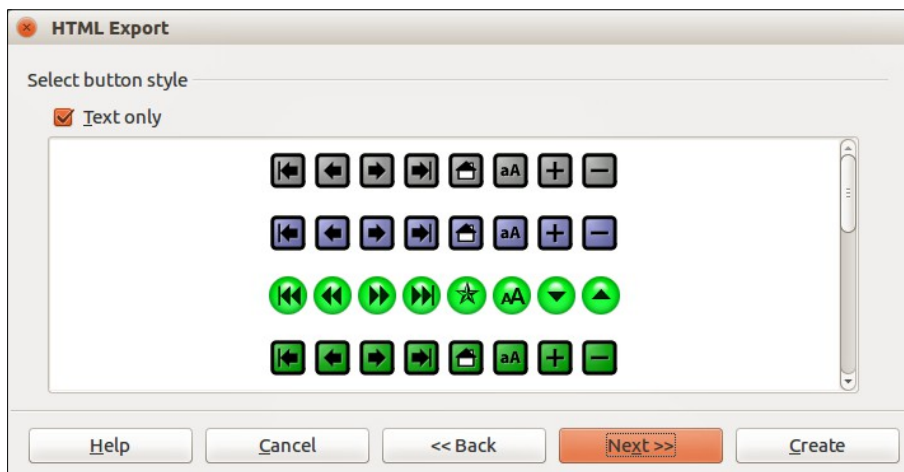 HTML Export
Select button style
Text only
aA
aA
AA
aA
Help Cancel << Back Next >> Create